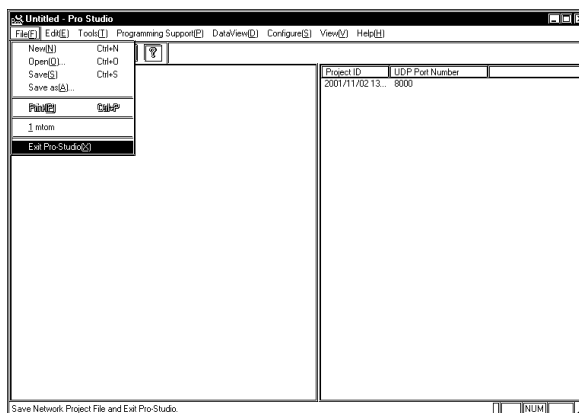 Untitled - Pro Studio
File(F) Edit(E) Tools(T) Programming Support(P) DataView(D) Configure(S) View(V) Help(H)
New(N) Ctrl+N
Open(O)... Ctrl+O
Save(S) Ctrl+S
Save as(A)...
Print(P) Ctrl+P
1 mtom
Exit Pro-Studio(X)
Project ID UDP Port Number
2001/11/02 13... 8000
Save Network Project File and Exit Pro-Studio.
NUM